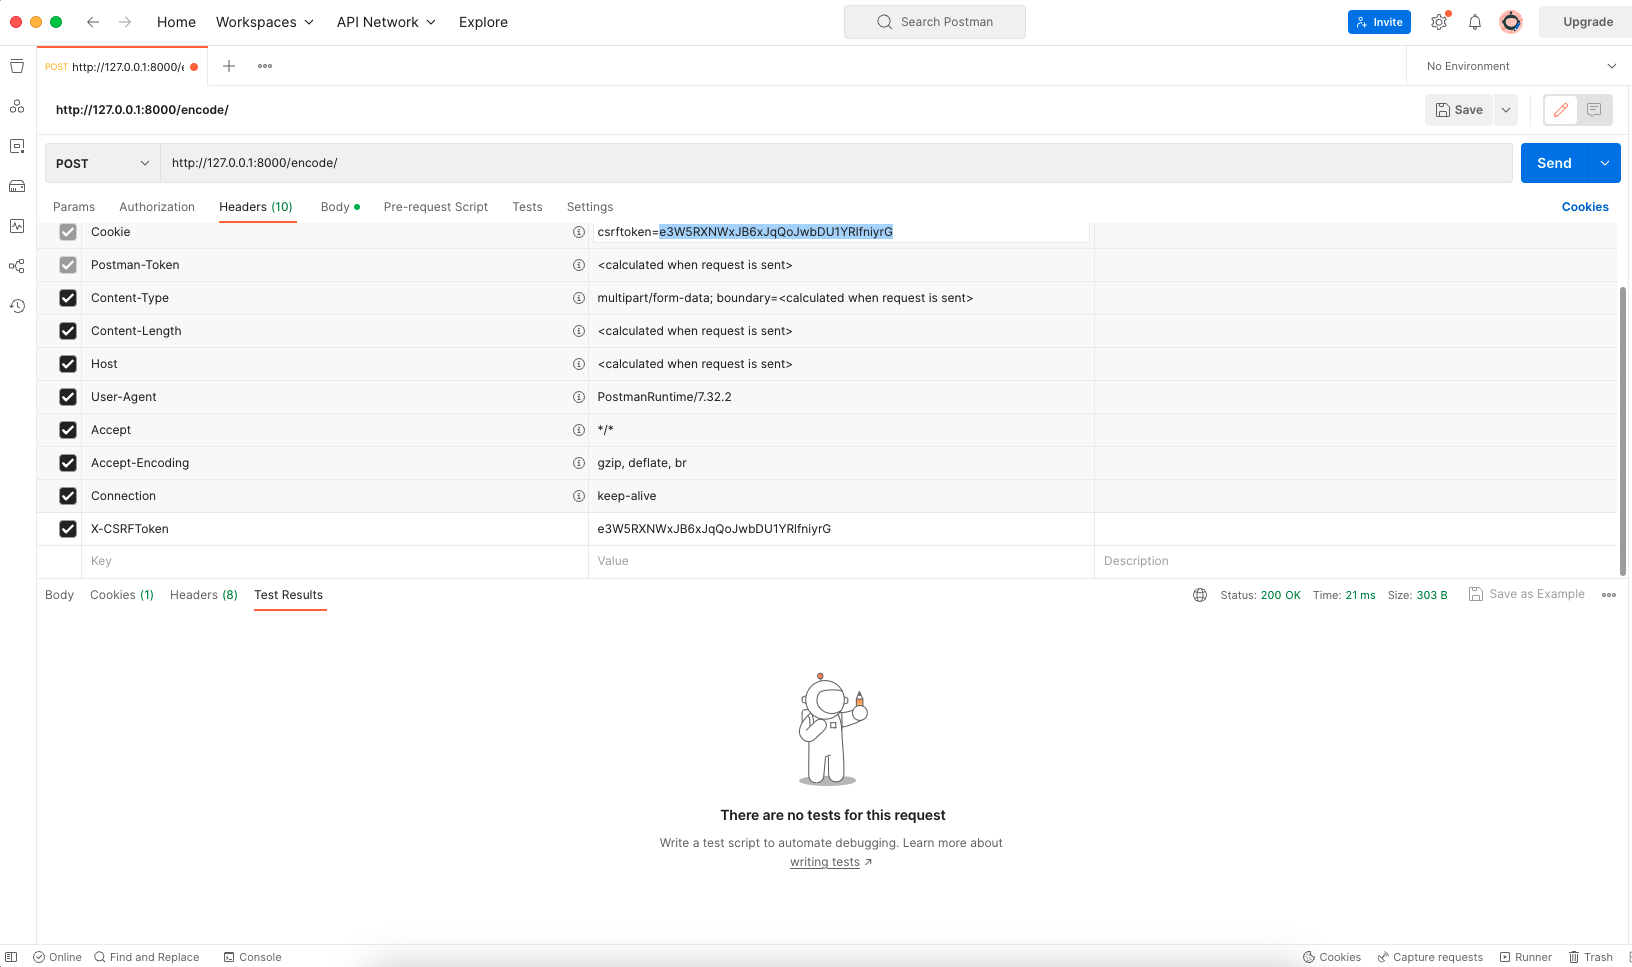 Home Workspaces API Network Explore Search Postman Invite Upgrade
POST http://127.0.0.1:8000/e No Environment
http://127.0.0.1:8000/encode/ Save
POST http://127.0.0.1:8000/encode/ Send
Params Authorization Headers (10) Body Pre-request Script Tests Settings Cookies
Cookie csrftoken=e3W5RXNWxJB6xJqQoJwbDU1YRlfniyrG
Postman-Token <calculated when request is sent>
Content-Type multipart/form-data; boundary=<calculated when request is sent>
Content-Length <calculated when request is sent>
Host <calculated when request is sent>
User-Agent PostmanRuntime/7.32.2
Accept */*
Accept-Encoding gzip, deflate, br
Connection keep-alive
X-CSRFToken e3W5RXNWxJB6xJqQoJwbDU1YRlfniyrG
Key Value Description
Body Cookies (1) Headers (8) Test Results Status: 200 OK Time: 21 ms Size: 303 B Save as Example
There are no tests for this request
Write a test script to automate debugging. Learn more about
writing tests ↗
Online Find and Replace Console Cookies Capture requests Runner Trash